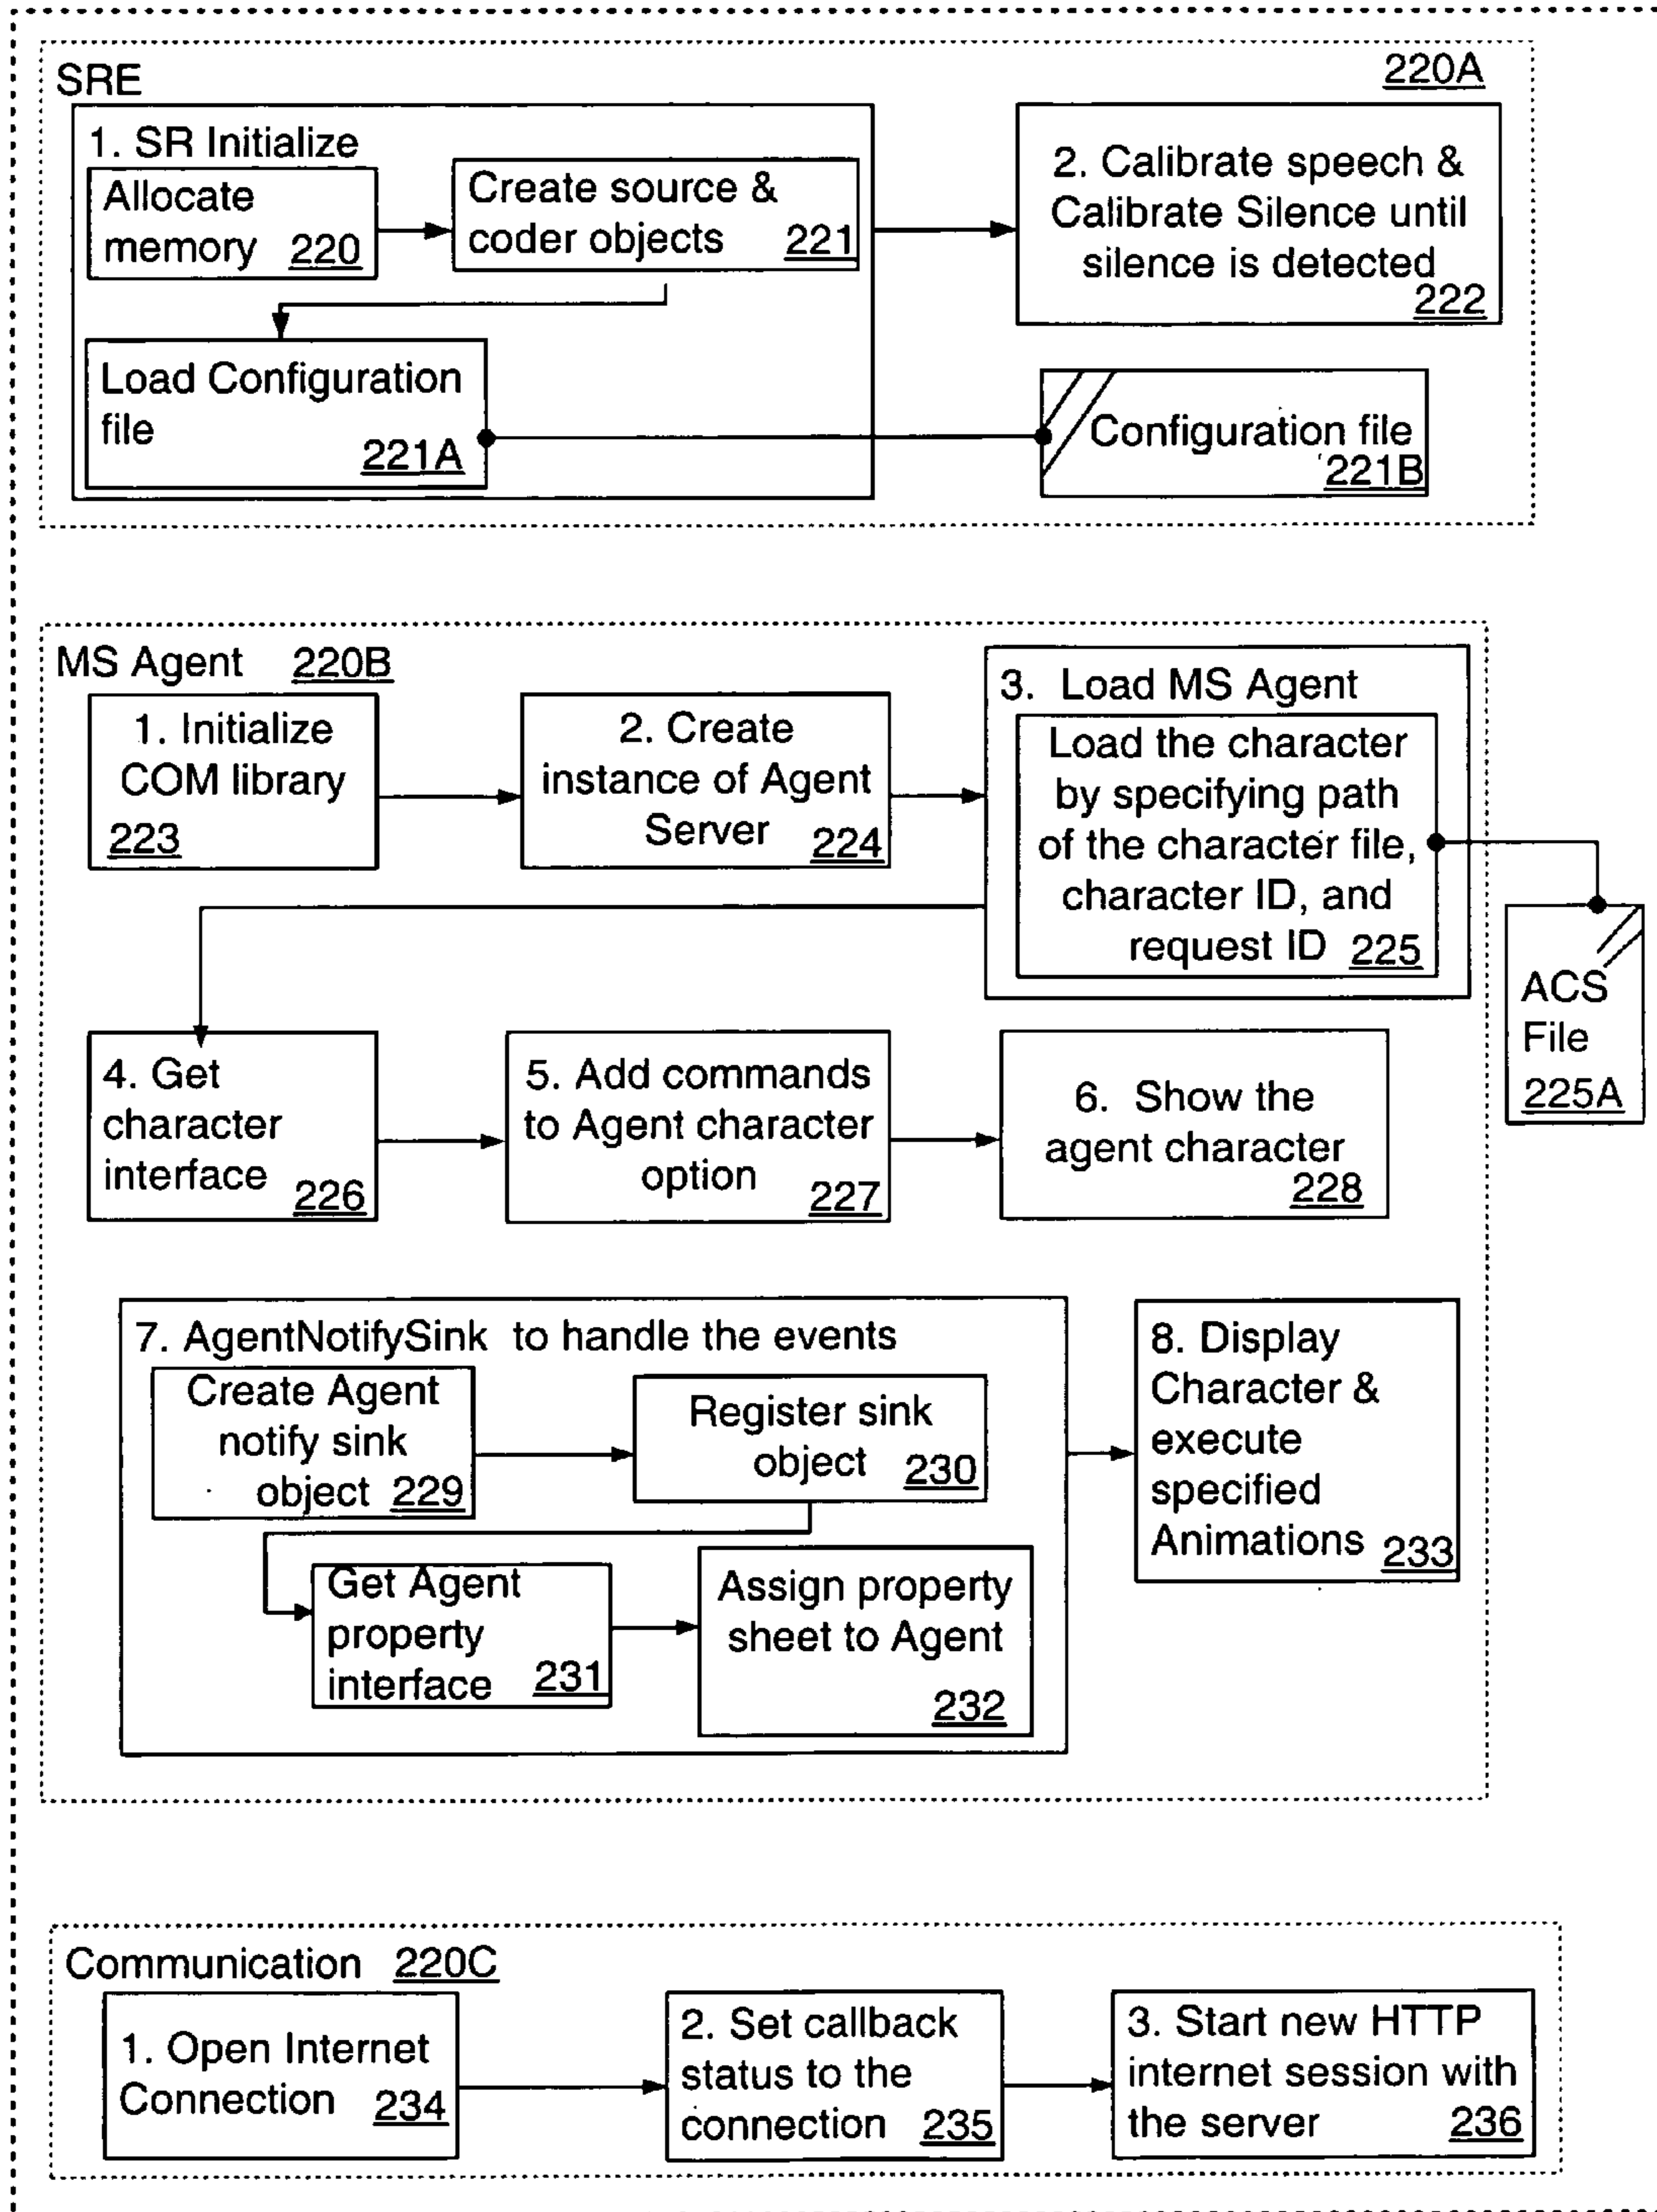 SRE
220A
1. SR Initialize
Allocate
memory 220
Create source &
coder objects 221
2. Calibrate speech &
Calibrate Silence until
silence is detected
222
Load Configuration
file
221A
Configuration file
221B
MS Agent 220B
1. Initialize
COM library
223
2. Create
instance of Agent
Server 224
3. Load MS Agent
Load the character
by specifying path
of the character file,
character ID, and
request ID 225
ACS
File
225A
4. Get
character
interface 226
5. Add commands
to Agent character
option 227
6. Show the
agent character
228
7. AgentNotifySink to handle the events
Create Agent
notify sink
object 229
Register sink
object 230
Get Agent
property
interface 231
Assign property
sheet to Agent
232
8. Display
Character &
execute
specified
Animations 233
Communication 220C
1. Open Internet
Connection 234
2. Set callback
status to the
connection 235
3. Start new HTTP
internet session with
the server 236